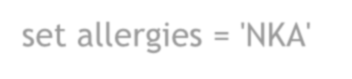 set allergies = 'NKA'